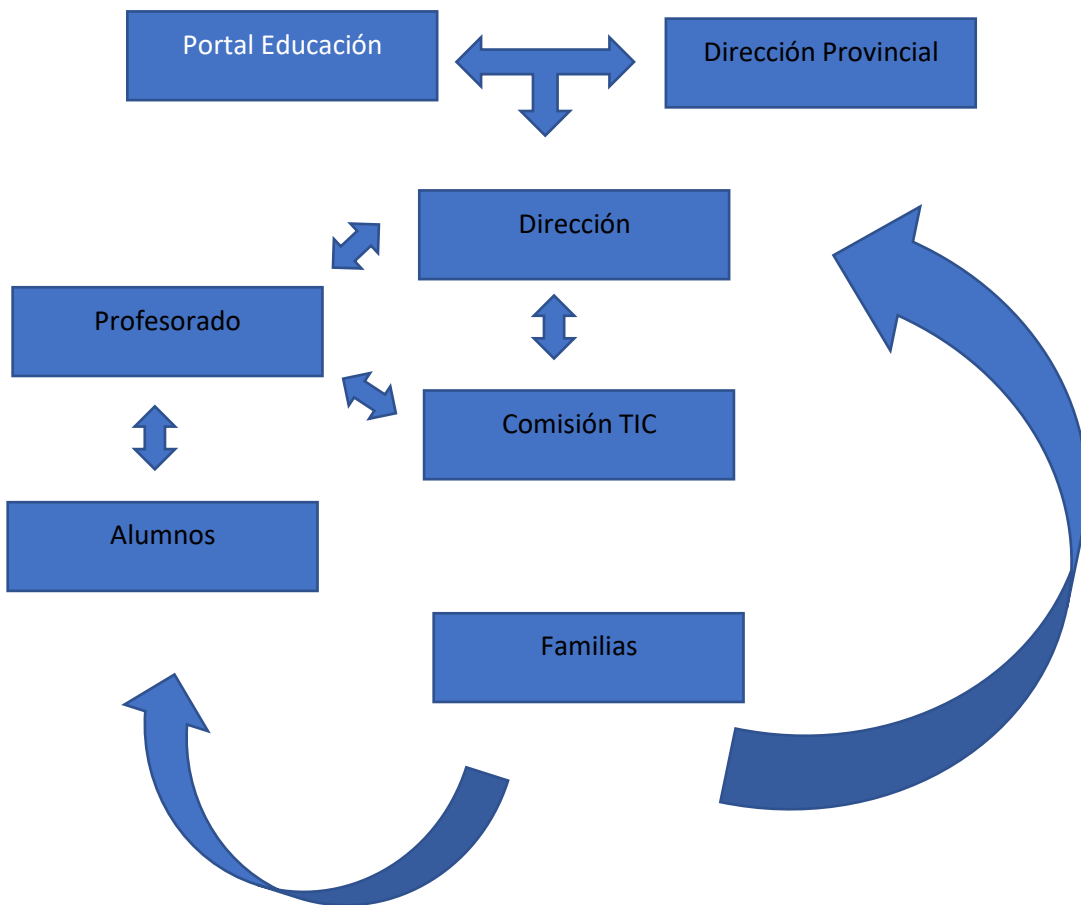 Portal Educación
Dirección Provincial
Dirección
Profesorado
Comisión TIC
Alumnos
Familias